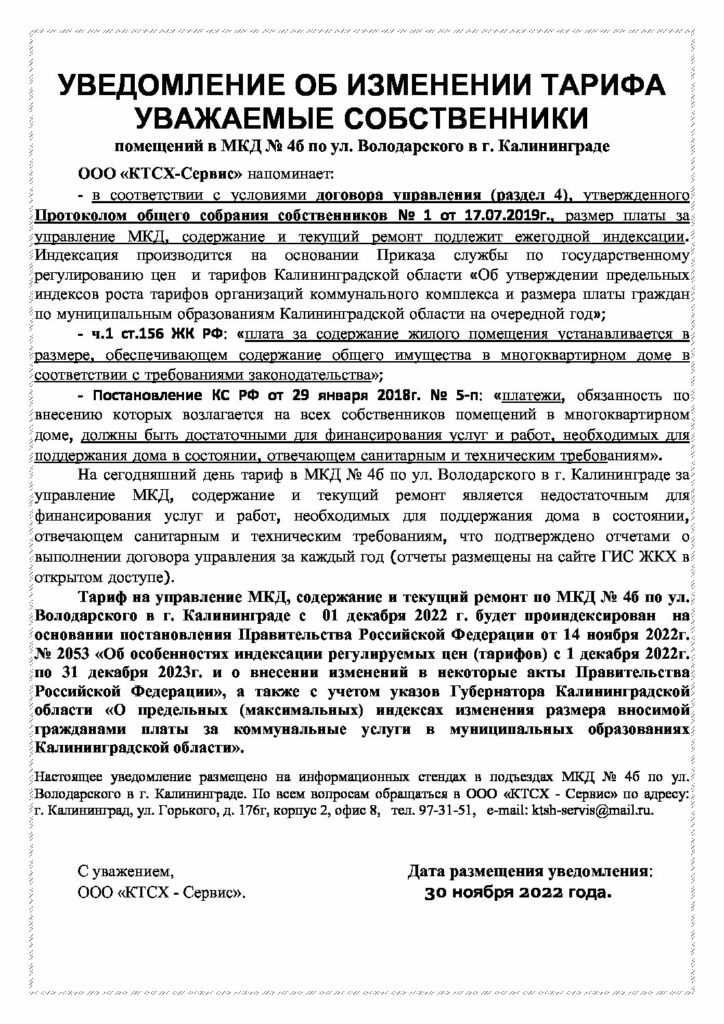 УВЕДОМЛЕНИЕ ОБ ИЗМЕНЕНИИ ТАРИФА
УВАЖАЕМЫЕ СОБСТВЕННИКИ
помещений в МКД № 4б по ул. Володарского в г. Калининграде
ООО «КТСХ-Сервис» напоминает:
- в соответствии с условиями договора управления (раздел 4), утвержденного
Протоколом общего собрания собственников № 1 от 17.07.2019г., размер платы за
управление МКД, содержание и текущий ремонт подлежит ежегодной индексации.
Индексация производится на основании Приказа службы по государственному
регулированию цен и тарифов Калининградской области «Об утверждении предельных
индексов роста тарифов организаций коммунального комплекса и размера платы граждан
по муниципальным образованиям Калининградской области на очередной год»;
- ч.1 ст.156 ЖК РФ: «плата за содержание жилого помещения устанавливается в
размере, обеспечивающем содержание общего имущества в многоквартирном доме в
соответствии с требованиями законодательства»;
- Постановление КС РФ от 29 января 2018г. № 5-п: «платежи, обязанность по
внесению которых возлагается на всех собственников помещений в многоквартирном
доме, должны быть достаточными для финансирования услуг и работ, необходимых для
поддержания дома в состоянии, отвечающем санитарным и техническим требованиям».
На сегодняшний день тариф в МКД № 4б по ул. Володарского в г. Калининграде за
управление МКД, содержание и текущий ремонт является недостаточным для
финансирования услуг и работ, необходимых для поддержания дома в состоянии,
отвечающем санитарным и техническим требованиям, что подтверждено отчетами о
выполнении договора управления за каждый год (отчеты размещены на сайте ГИС ЖКХ в
открытом доступе).
Тариф на управление МКД, содержание и текущий ремонт по МКД № 4б по ул.
Володарского в г. Калининграде с 01 декабря 2022 г. будет проиндексирован на
основании постановления Правительства Российской Федерации от 14 ноября 2022г.
№ 2053 «Об особенностях индексации регулируемых цен (тарифов) с 1 декабря 2022г.
по 31 декабря 2023г. и о внесении изменений в некоторые акты Правительства
Российской Федерации», а также с учетом указов Губернатора Калининградской
области «О предельных (максимальных) индексах изменения размера вносимой
гражданами платы за коммунальные услуги в муниципальных образованиях
Калининградской области».
Настоящее уведомление размещено на информационных стендах в подъездах МКД № 4б по ул.
Володарского в г. Калининграде. По всем вопросам обращаться в ООО «КТСХ - Сервис» по адресу:
г. Калининград, ул. Горького, д. 176г, корпус 2, офис 8, тел. 97-31-51, e-mail: ktsh-servis@mail.ru.
С уважением, Дата размещения уведомления:
ООО «КТСХ - Сервис». 30 ноября 2022 года.